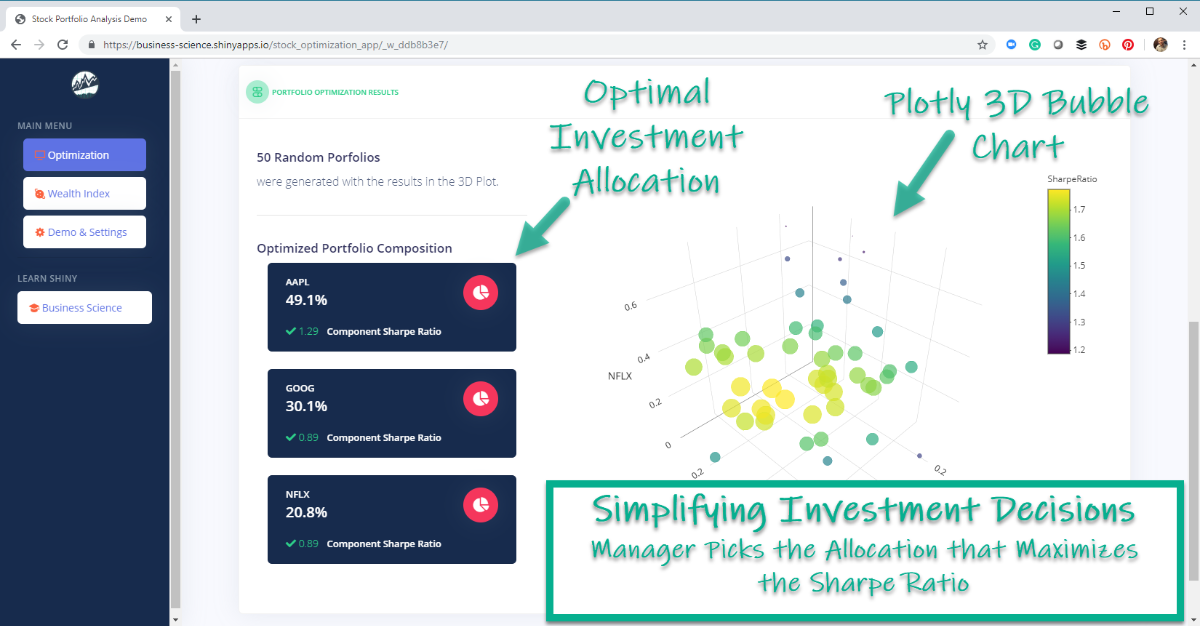 Stock Portfolio Analysis Demo
https://business-science.shinyapps.io/stock_optimization_app/_w_ddb8b3e7/
MAIN MENU
Optimization
Wealth Index
Demo & Settings
LEARN SHINY
Business Science
PORTFOLIO OPTIMIZATION RESULTS
50 Random Porfolios
were generated with the results in the 3D Plot.
Optimized Portfolio Composition
AAPL
49.1%
1.29 Component Sharpe Ratio
GOOG
30.1%
0.89 Component Sharpe Ratio
NFLX
20.8%
0.89 Component Sharpe Ratio
Optimal
Investment
Allocation
Plotly 3D Bubble
Chart
SharpeRatio
1.7
1.6
1.5
1.4
1.3
1.2
0.6
0.4
NFLX
0.2
0
0.2
0.2
Simplifying Investment Decisions
Manager Picks the Allocation that Maximizes
the Sharpe Ratio